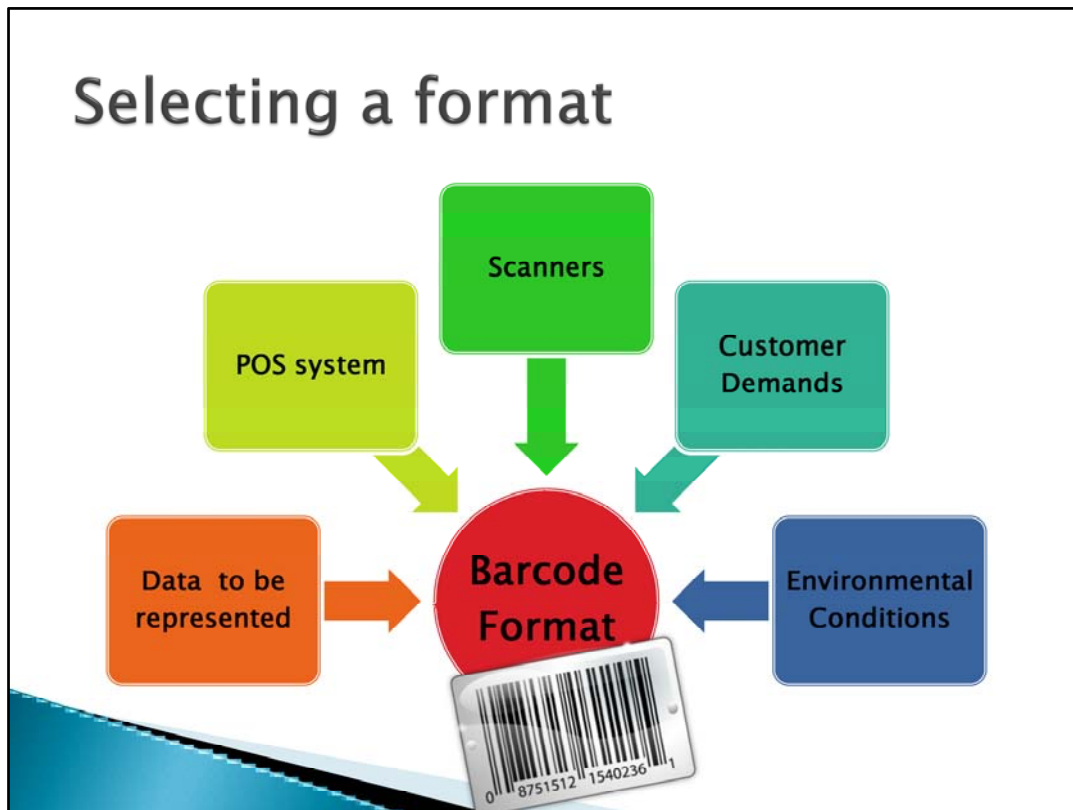 Selecting a format
Scanners
POS system
Customer
Demands
Data to be
represented
Barcode
Format
Environmental
Conditions
0 8751512 1540236 1